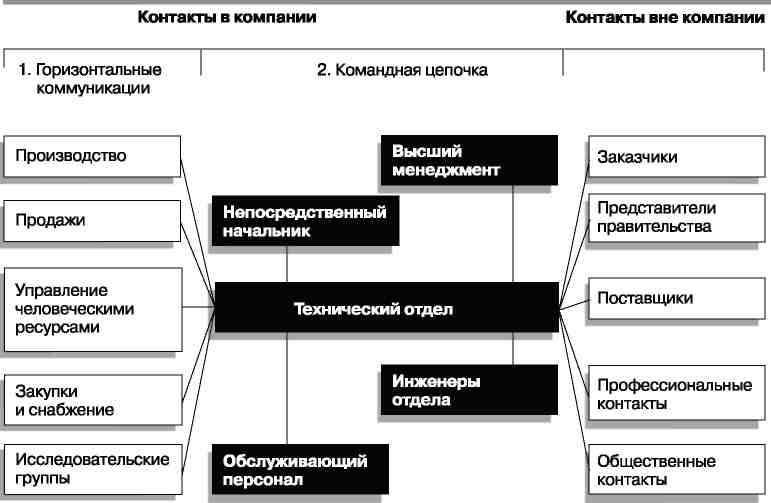 Контакты в компании
Контакты вне компании
1. Горизонтальные
коммуникации
2. Командная цепочка
Производство
Продажи
Управление
человеческими
ресурсами
Закупки
и снабжение
Исследовательские
группы
Высший
менеджмент
Непосредственный
начальник
Технический отдел
Инженеры
отдела
Обслуживающий
персонал
Заказчики
Представители
правительства
Поставщики
Профессиональные
контакты
Общественные
контакты